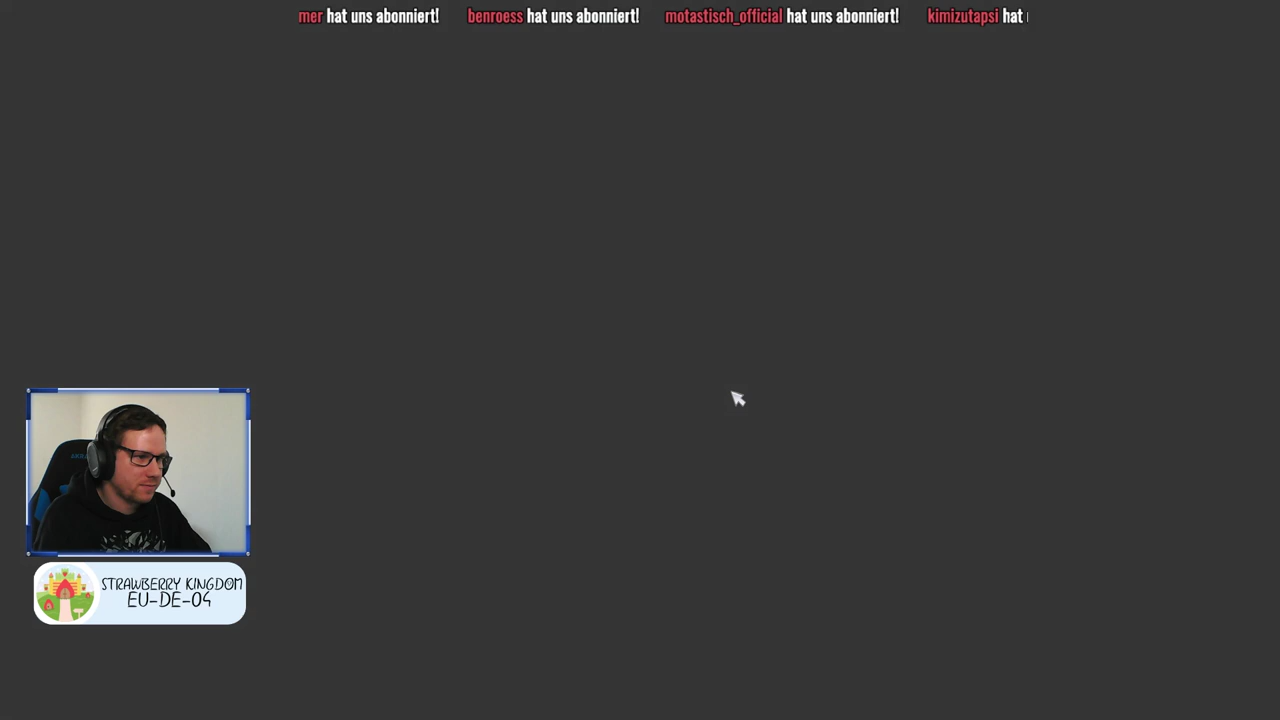 mer hat uns abonniert! benroess hat uns abonniert! motastisch_official hat uns abonniert! kimizutapsi hat
STRAWBERRY KINGDOM
EU-DE-04